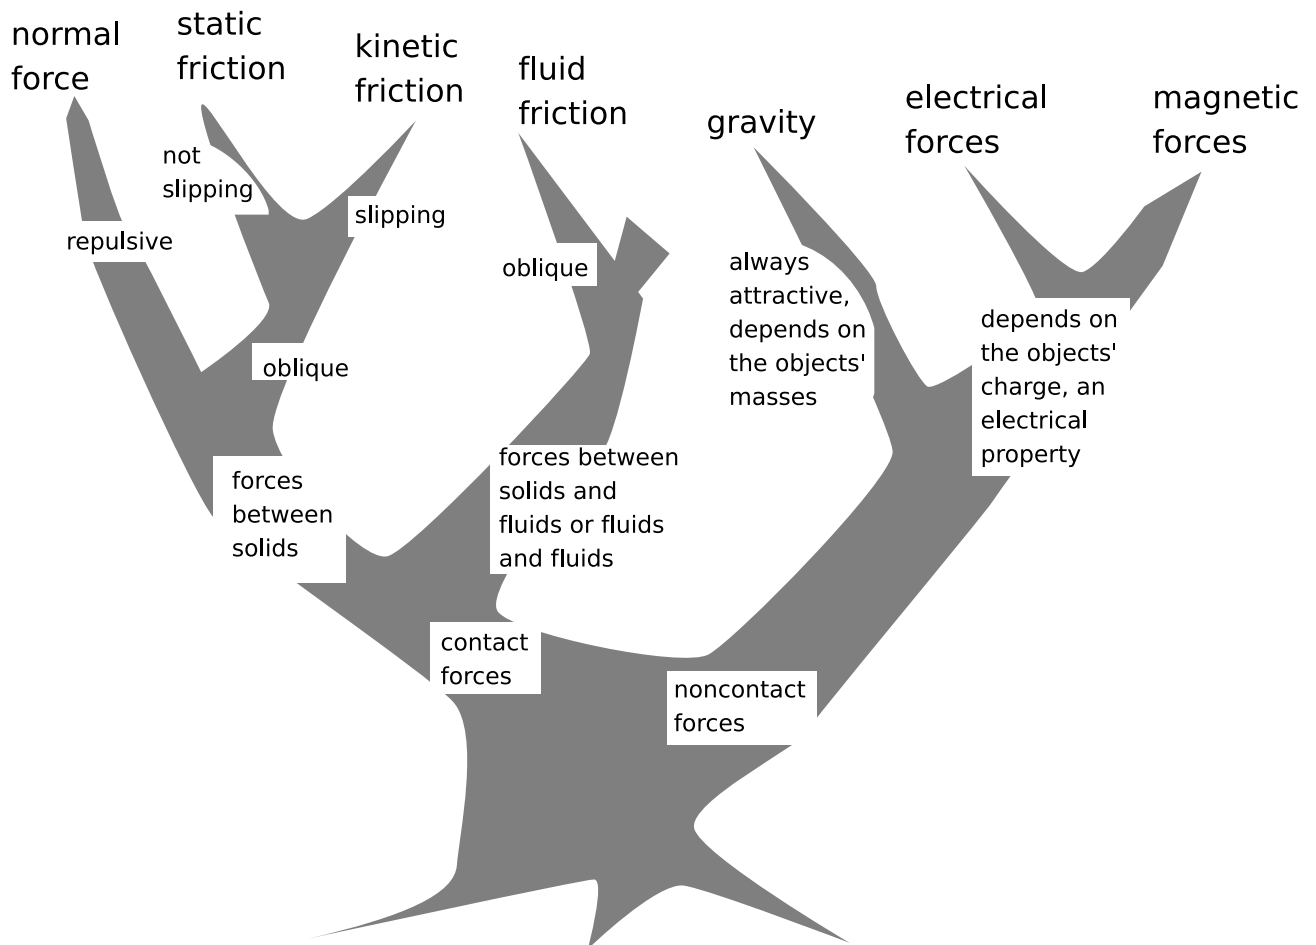 normal
force
static
friction
kinetic
friction
fluid
friction
gravity
electrical
forces
magnetic
forces
not
slipping
slipping
repulsive
oblique
always
attractive,
depends on
the objects'
masses
depends on
the objects'
charge, an
electrical
property
oblique
forces
between
solids
forces between
solids and
fluids or fluids
and fluids
contact
forces
noncontact
forces